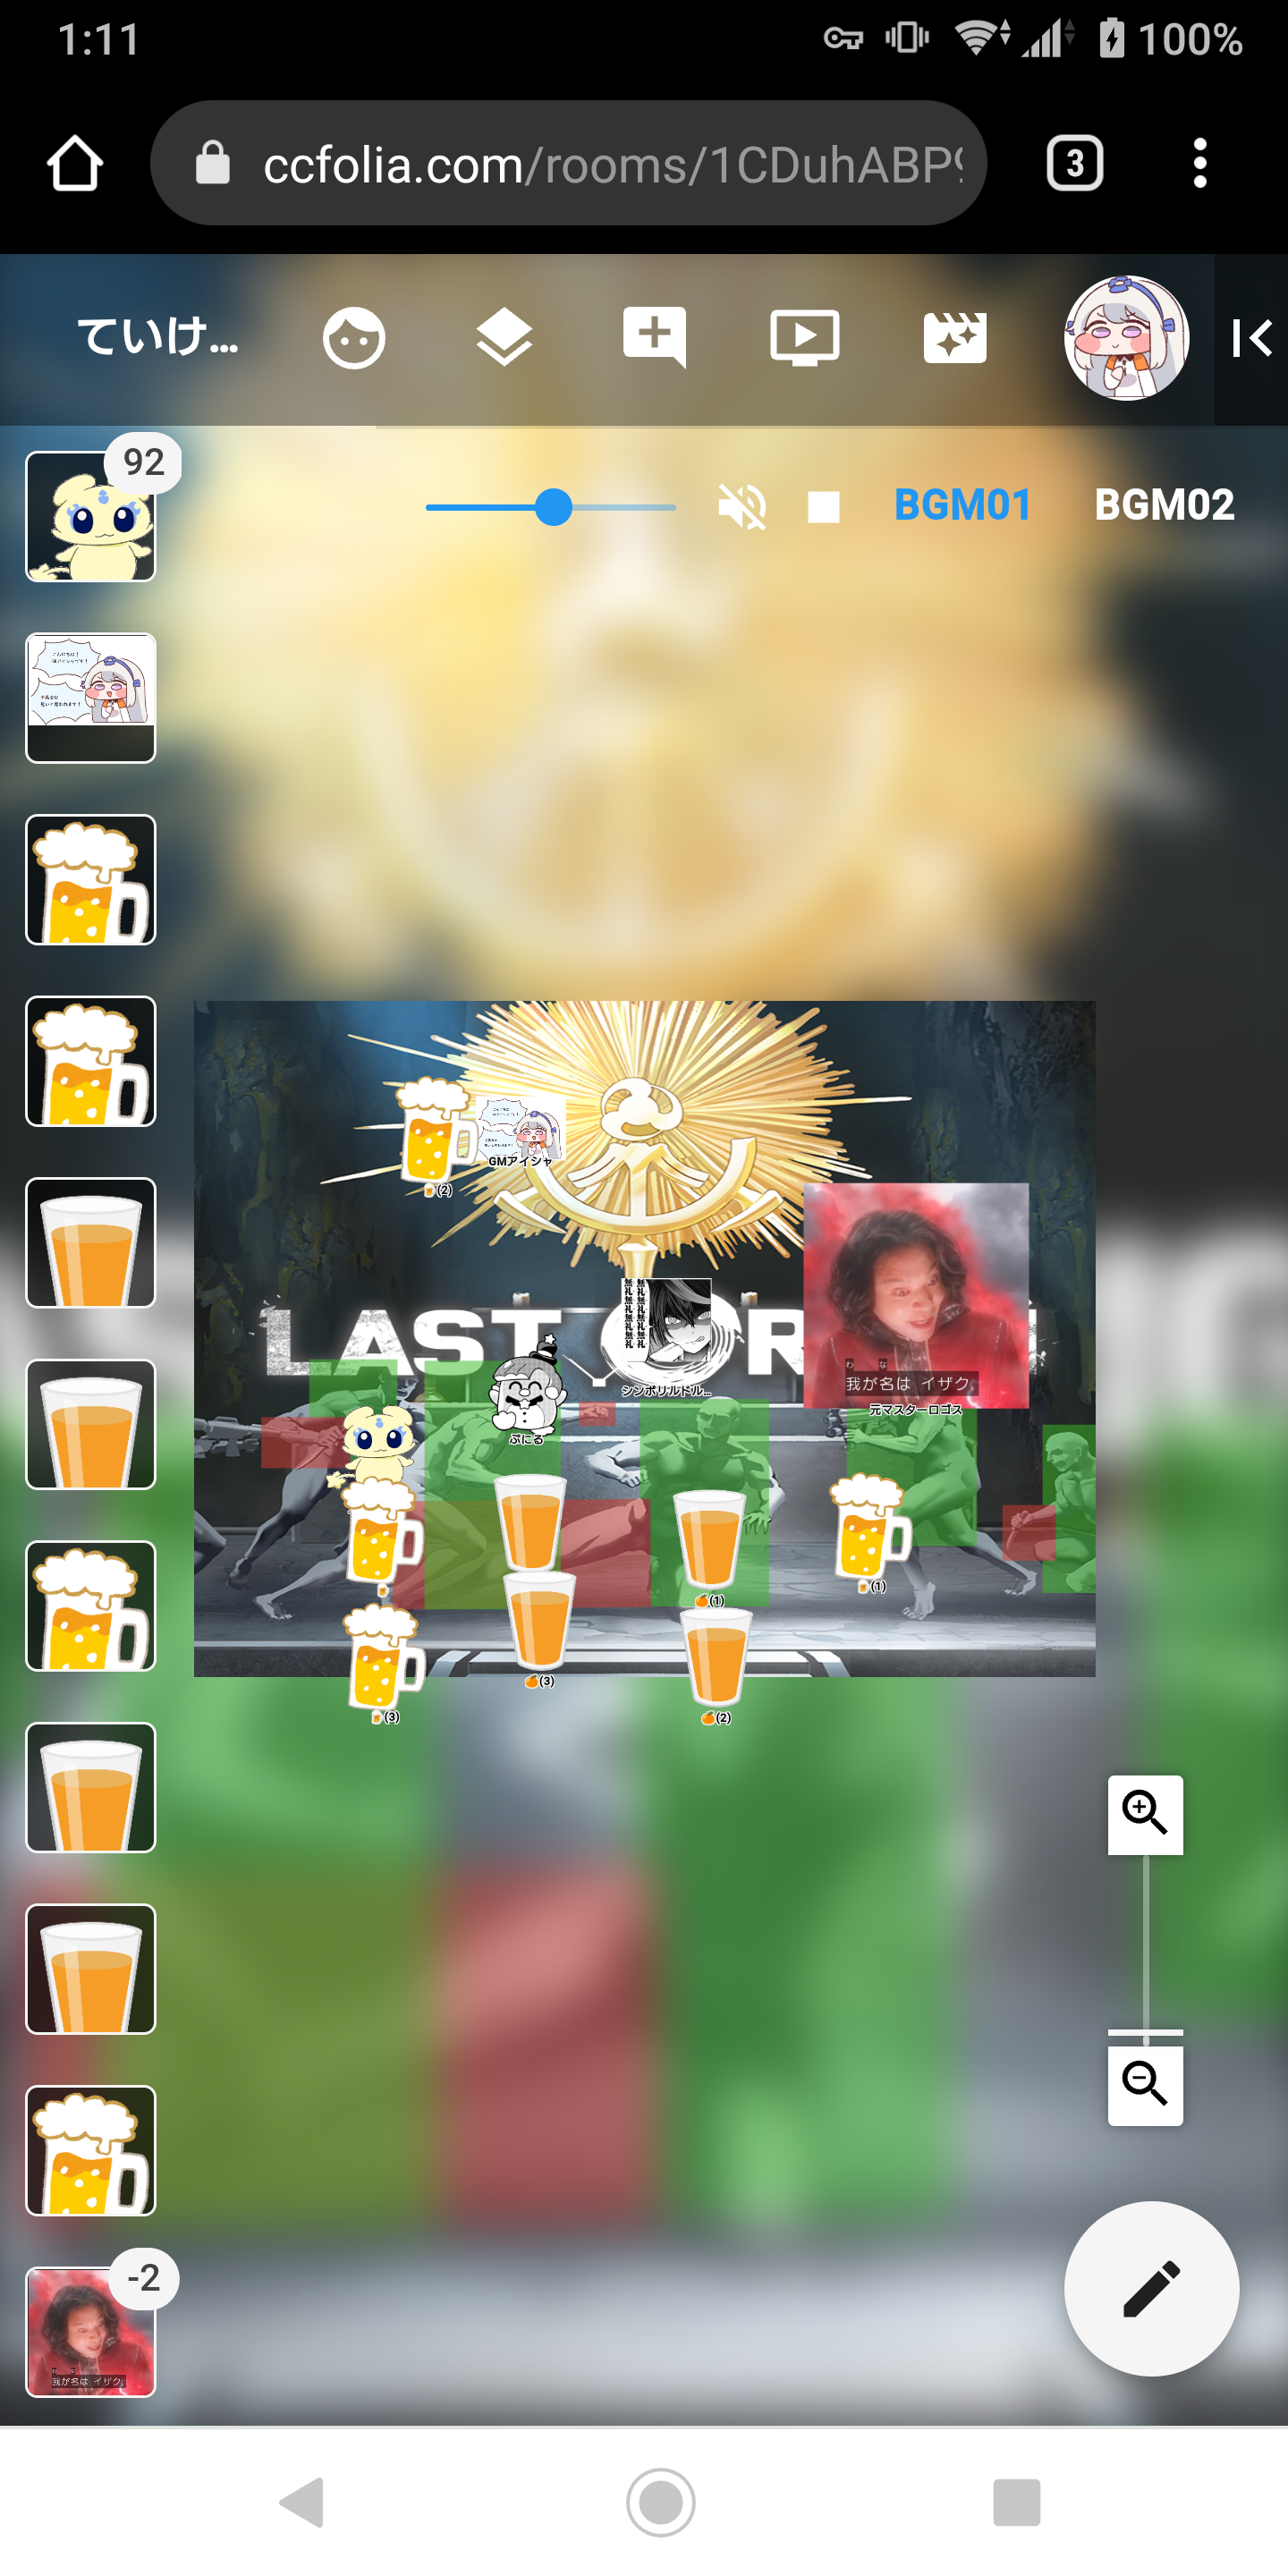 1:11
100%
ccfolia.com/rooms/1CDuhABP
3
ていけ...
92
BGM01 BGM02
GMアイシャ
(2)
LAST
R
無礼無礼無礼無礼
無礼無礼無礼無礼
シンボリルドル...
我が名は イザク。
わ な
元マスターロゴス
ぷにる
(1)
(1)
(3)
(2)
(3)
-2
我が名は イザク。